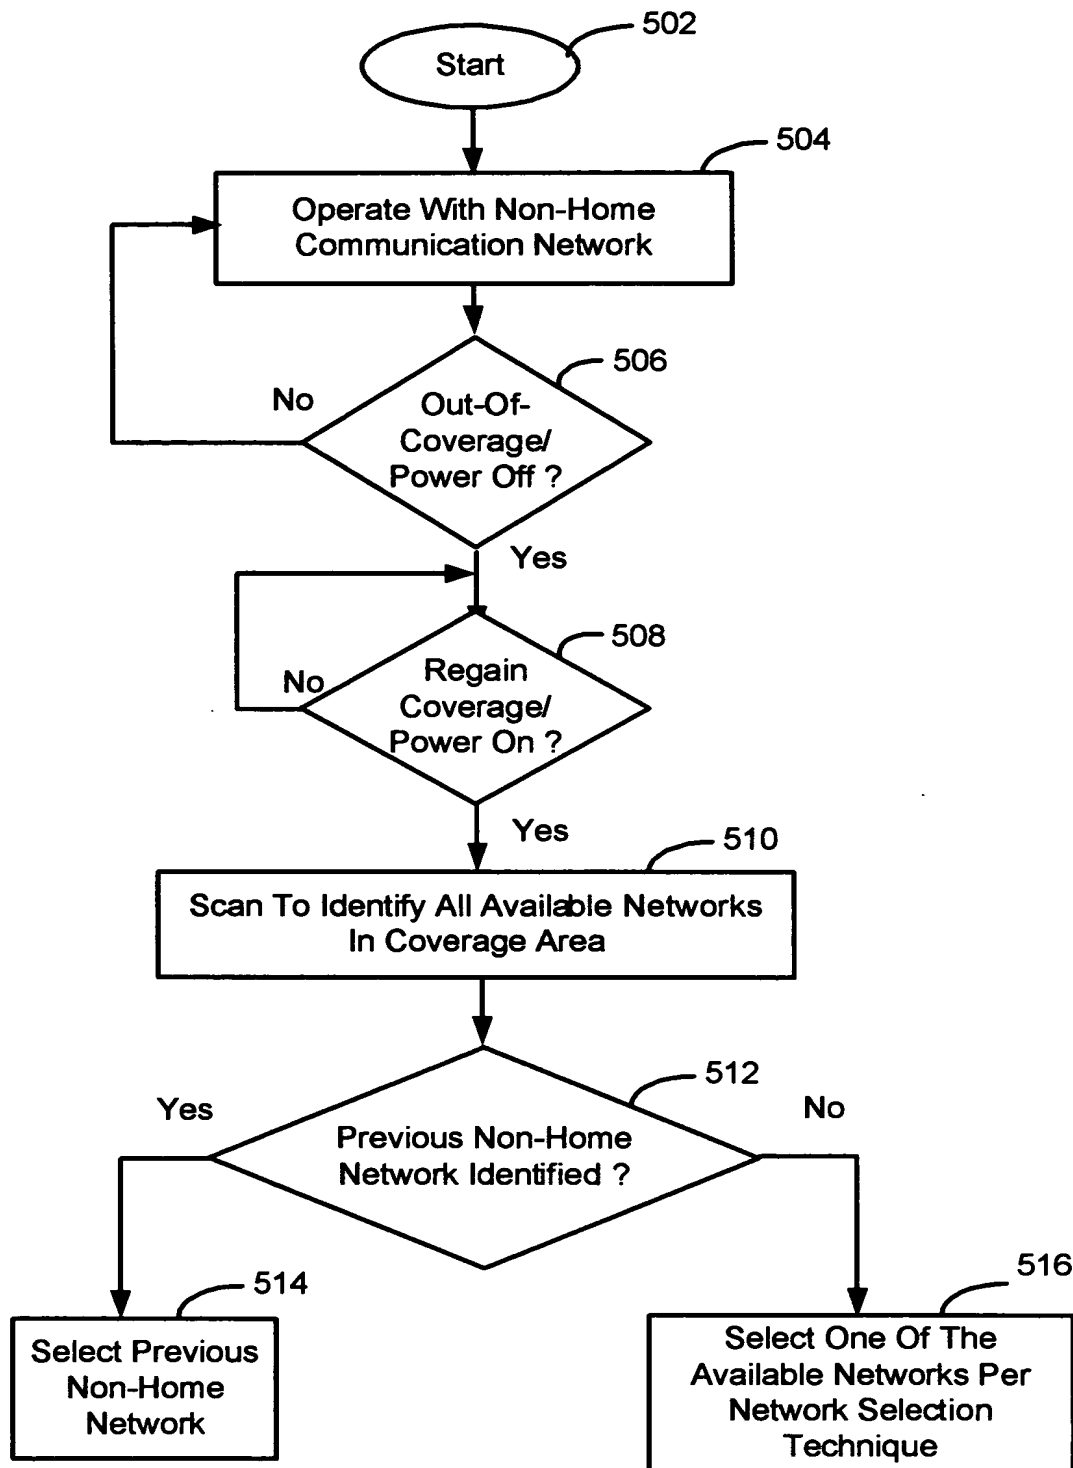 502
Start
504
Operate With Non-Home
Communication Network
506
No
Out-Of-
Coverage/
Power Off ?
Yes
508
No
Regain
Coverage/
Power On ?
Yes
510
Scan To Identify All Available Networks
In Coverage Area
512
Yes
No
Previous Non-Home
Network Identified ?
514
Select Previous
Non-Home
Network
516
Select One Of The
Available Networks Per
Network Selection
Technique